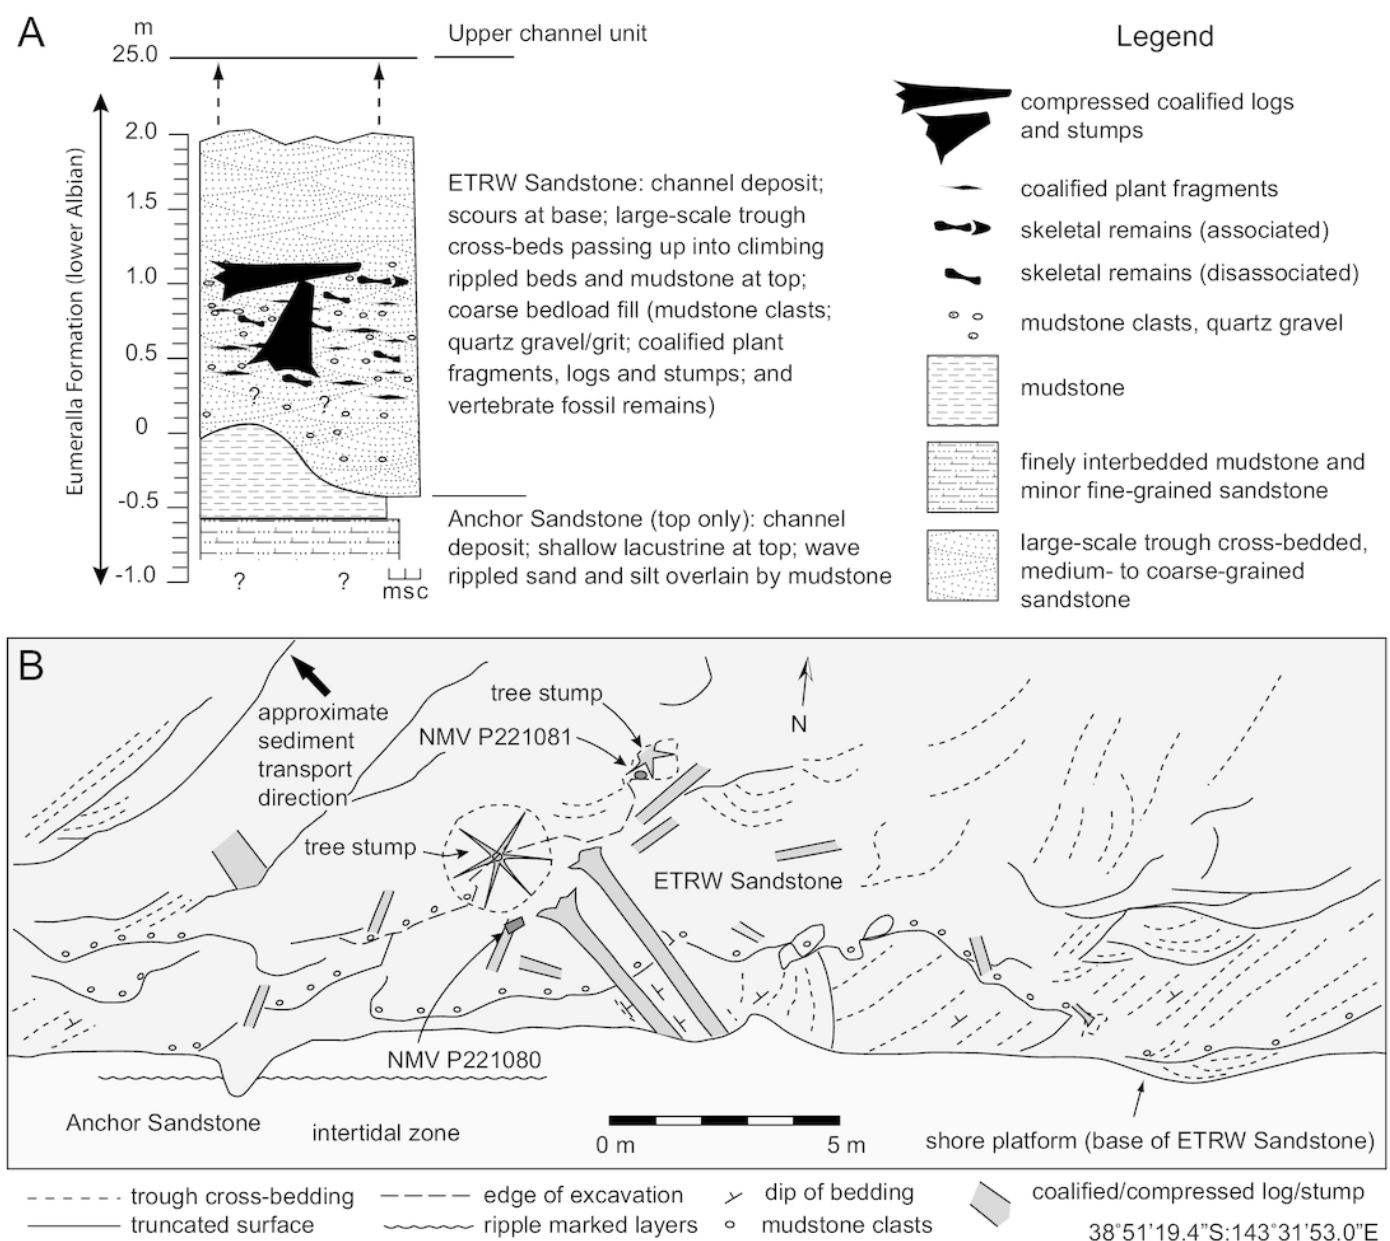 A
m
25.0
2.0
1.5
1.0
0.5
0
-0.5
-1.0
Eumeralla Formation (lower Albian)
?
?
?
?
msc
Upper channel unit
ETRW Sandstone: channel deposit;
scours at base; large-scale trough
cross-beds passing up into climbing
rippled beds and mudstone at top;
coarse bedload fill (mudstone clasts;
quartz gravel/grit; coalified plant
fragments, logs and stumps; and
vertebrate fossil remains)
Anchor Sandstone (top only): channel
deposit; shallow lacustrine at top; wave
rippled sand and silt overlain by mudstone
Legend
compressed coalified logs
and stumps
coalified plant fragments
skeletal remains (associated)
skeletal remains (disassociated)
mudstone clasts, quartz gravel
mudstone
finely interbedded mudstone and
minor fine-grained sandstone
large-scale trough cross-bedded,
medium- to coarse-grained
sandstone
B
approximate
sediment
transport
direction
tree stump
NMV P221081
N
tree stump
ETRW Sandstone
NMV P221080
Anchor Sandstone
intertidal zone
0 m
5 m
shore platform (base of ETRW Sandstone)
trough cross-bedding
truncated surface
edge of excavation
ripple marked layers
dip of bedding
mudstone clasts
coalified/compressed log/stump
38°51'19.4”S:143°31'53.0”E